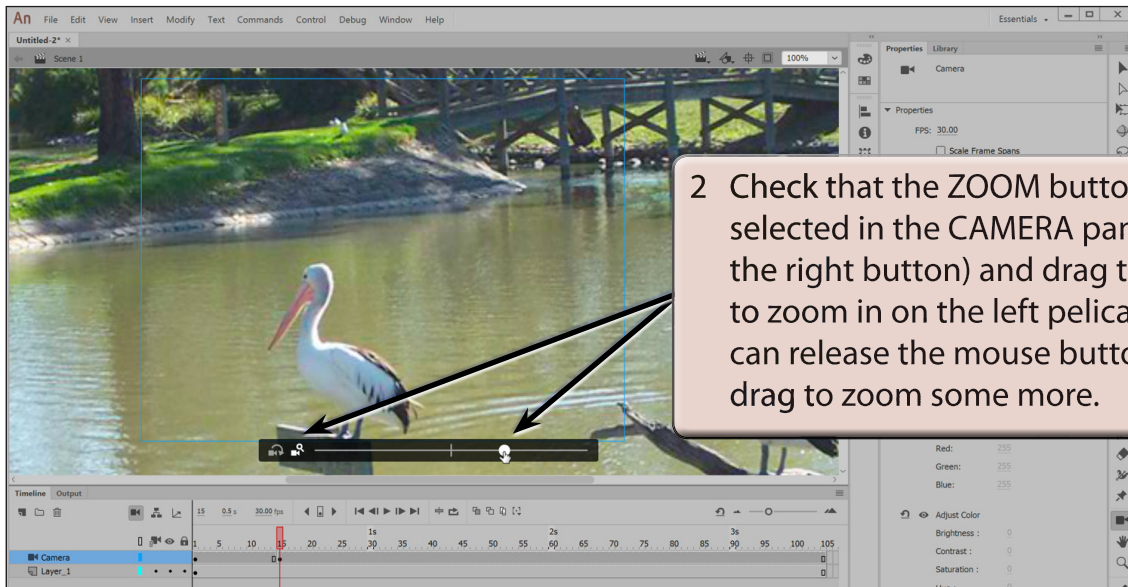 An File Edit View Insert Modify Text Commands Control Debug Window Help Essentials
Untitled-2* ×
Scene 1 100%
Properties Library
Camera
Properties
FPS: 30.00
Scale Frame Spans
2 Check that the ZOOM butto
selected in the CAMERA pa
the right button) and drag t
to zoom in on the left pelica
can release the mouse butto
drag to zoom some more.
Red: 255
Green: 255
Blue: 255
Adjust Color
Brightness : 0
Contrast : 0
Saturation : 0
Timeline Output
15 0.5 s 30.00 fps
1s 2s 3s
1 5 10 15 20 25 30 35 40 45 50 55 60 65 70 75 80 85 90 95 100 105
Camera
Layer_1